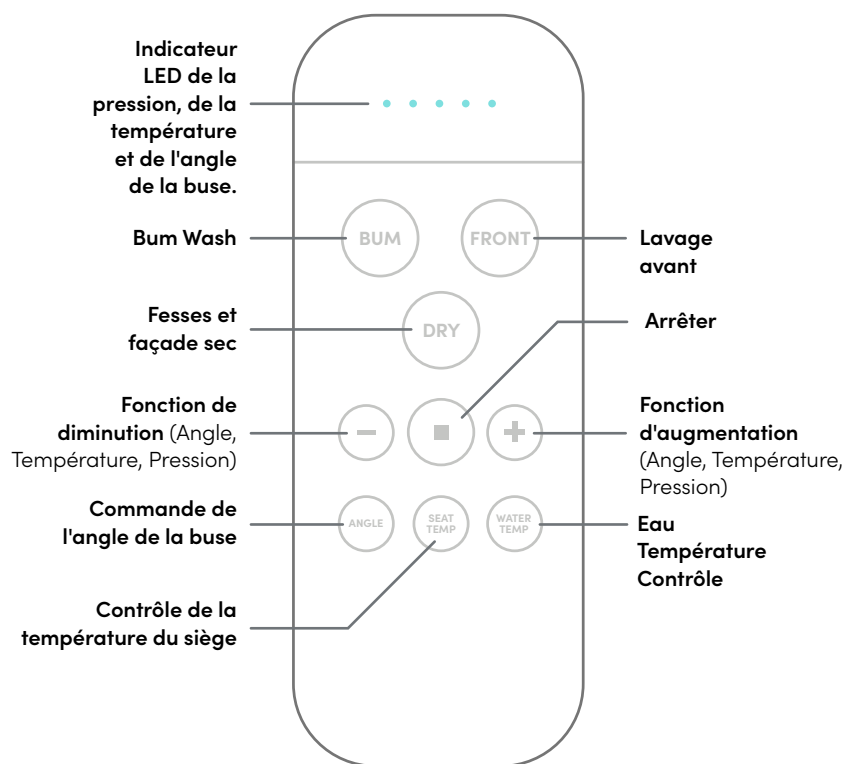 Indicateur
LED de la
pression, de la
température
et de l'angle
de la buse.
Bum Wash
BUM
FRONT
Lavage
avant
Fesses et
façade sec
DRY
Arrêter
Fonction de
diminution (Angle,
Température, Pression)
Fonction
d'augmentation
(Angle, Température,
Pression)
Commande de
l'angle de la buse
ANGLE
SEAT
TEMP
WATER
TEMP
Eau
Température
Contrôle
Contrôle de la
température du siège